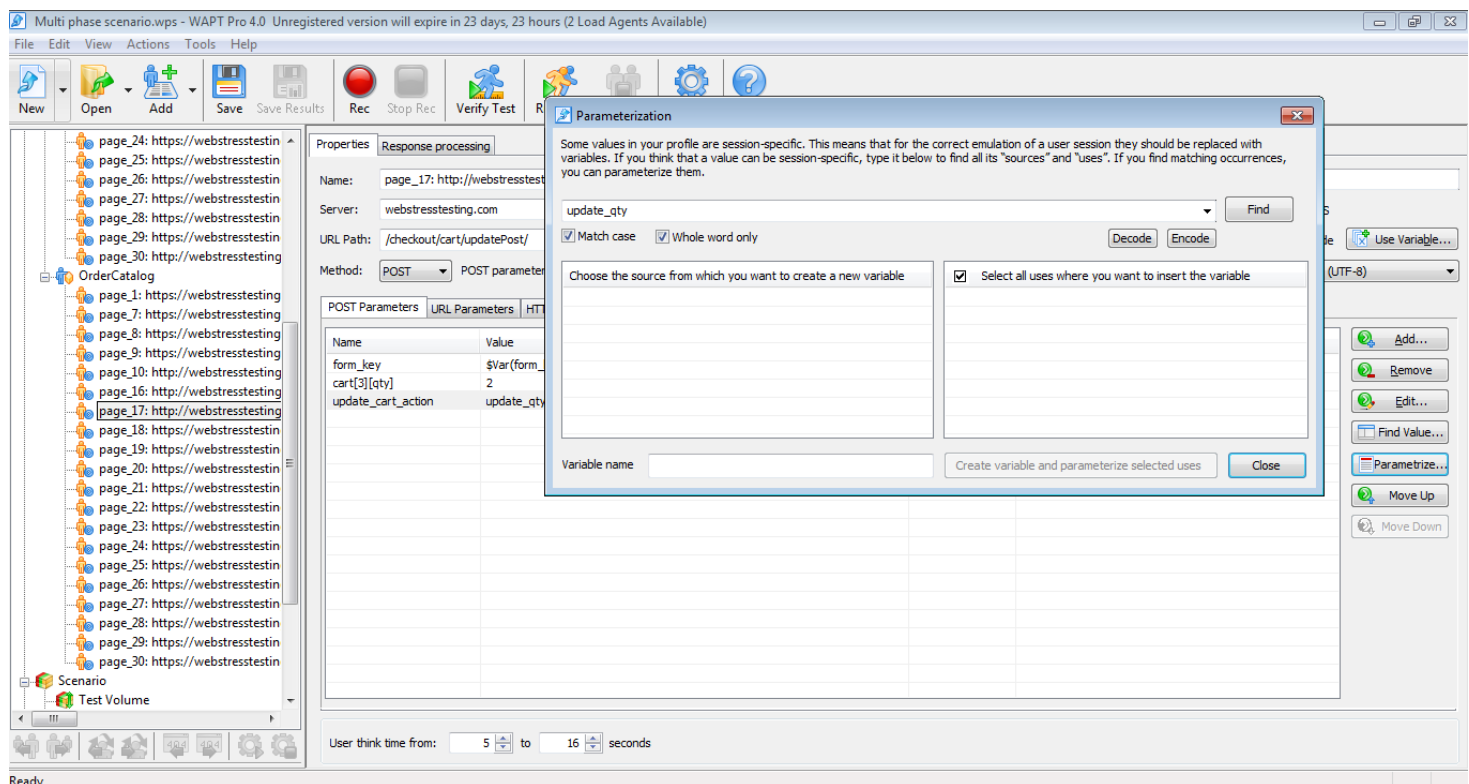 Multi phase scenario.wps - WAPT Pro 4.0 Unregistered version will expire in 23 days, 23 hours (2 Load Agents Available)
File Edit View Actions Tools Help
New Open Add Save Save Results Rec Stop Rec Verify Test R
page_24: https://webstresstestin
page_25: https://webstresstestin
page_26: https://webstresstestin
page_27: https://webstresstestin
page_28: https://webstresstestin
page_29: https://webstresstestin
page_30: http://webstresstesting
OrderCatalog
page_1: https://webstresstesting
page_7: https://webstresstesting
page_8: https://webstresstesting
page_9: https://webstresstesting
page_10: http://webstresstesting
page_16: https://webstresstesting
page_17: http://webstresstesting
page_18: https://webstresstestin
page_19: https://webstresstestin
page_20: https://webstresstestin
page_21: https://webstresstestin
page_22: https://webstresstestin
page_23: https://webstresstestin
page_24: https://webstresstestin
page_25: https://webstresstestin
page_26: https://webstresstestin
page_27: https://webstresstestin
page_28: https://webstresstestin
page_29: https://webstresstestin
page_30: https://webstresstestin
Scenario
Test Volume
Properties Response processing
Name: page_17: http://webstresstest
Server: webstresstesting.com
URL Path: /checkout/cart/updatePost/
Use Variable...
Method: POST POST parameter
(UTF-8)
POST Parameters URL Parameters HTT
Name Value
form_key $Var(form_
cart[3][qty] 2
update_cart_action update_qty
Add...
Remove
Edit...
Find Value...
Parametrize...
Move Up
Move Down
User think time from: 5 to 16 seconds
Parameterization
Some values in your profile are session-specific. This means that for the correct emulation of a user session they should be replaced with
variables. If you think that a value can be session-specific, type it below to find all its "sources" and "uses". If you find matching occurrences,
you can parameterize them.
update_qty Find
Match case Whole word only Decode Encode
Choose the source from which you want to create a new variable Select all uses where you want to insert the variable
Variable name Create variable and parameterize selected uses Close
Ready